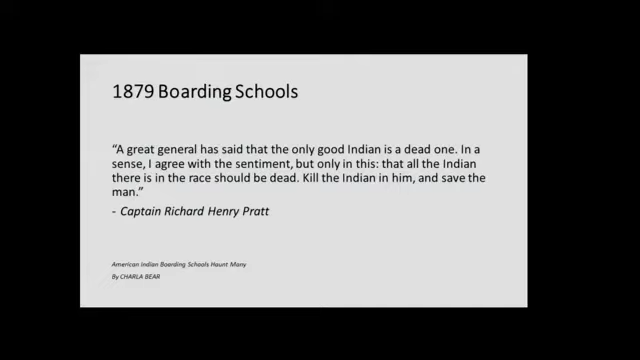 1879 Boarding Schools
“A great general has said that the only good Indian is a dead one. In a
sense, I agree with the sentiment, but only in this: that all the Indian
there is in the race should be dead. Kill the Indian in him, and save the
man.”
- Captain Richard Henry Pratt
American Indian Boarding Schools Haunt Many
By CHARLA BEAR